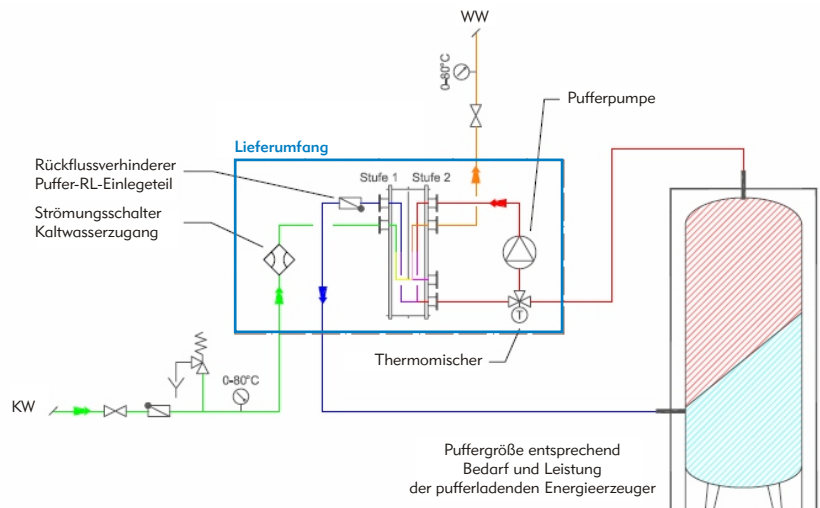 WW
0-80°C
Pufferpumpe
Lieferumfang
Rückflussverhinderer
Puffer-RL-Einlegeteil
Stufe 1 Stufe 2
Strömungsschalter
Kaltwasserzugang
T
Thermomischer
0-80°C
KW
Puffergröße entsprechend
Bedarf und Leistung
der pufferladenden Energieerzeuger